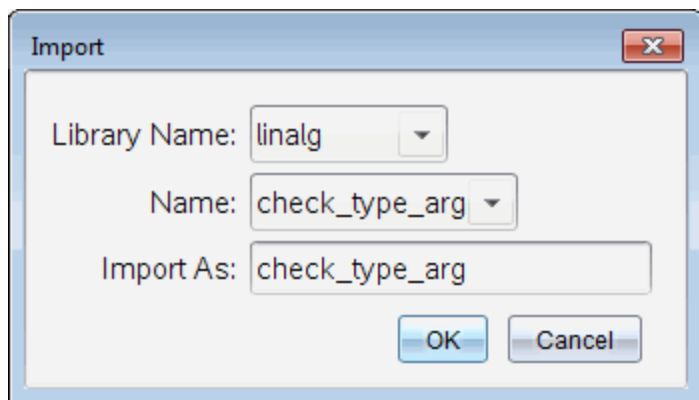 Import
Library Name: linalg
Name: check_type_arg
Import As: check_type_arg
OK Cancel